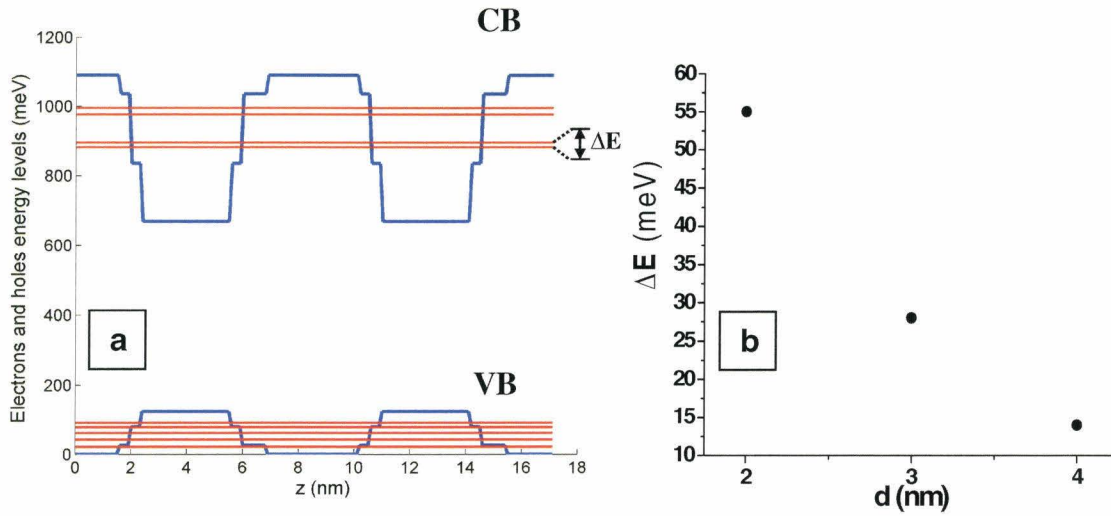 CB
1200
1000
800
600
400
200
0
Electrons and holes energy levels (meV)
ΔE
a
VB
0 2 4 6 8 10 12 14 16 18
z (nm)
60
55
50
45
40
35
30
25
20
15
10
ΔE (meV)
b
2 3 4
d (nm)